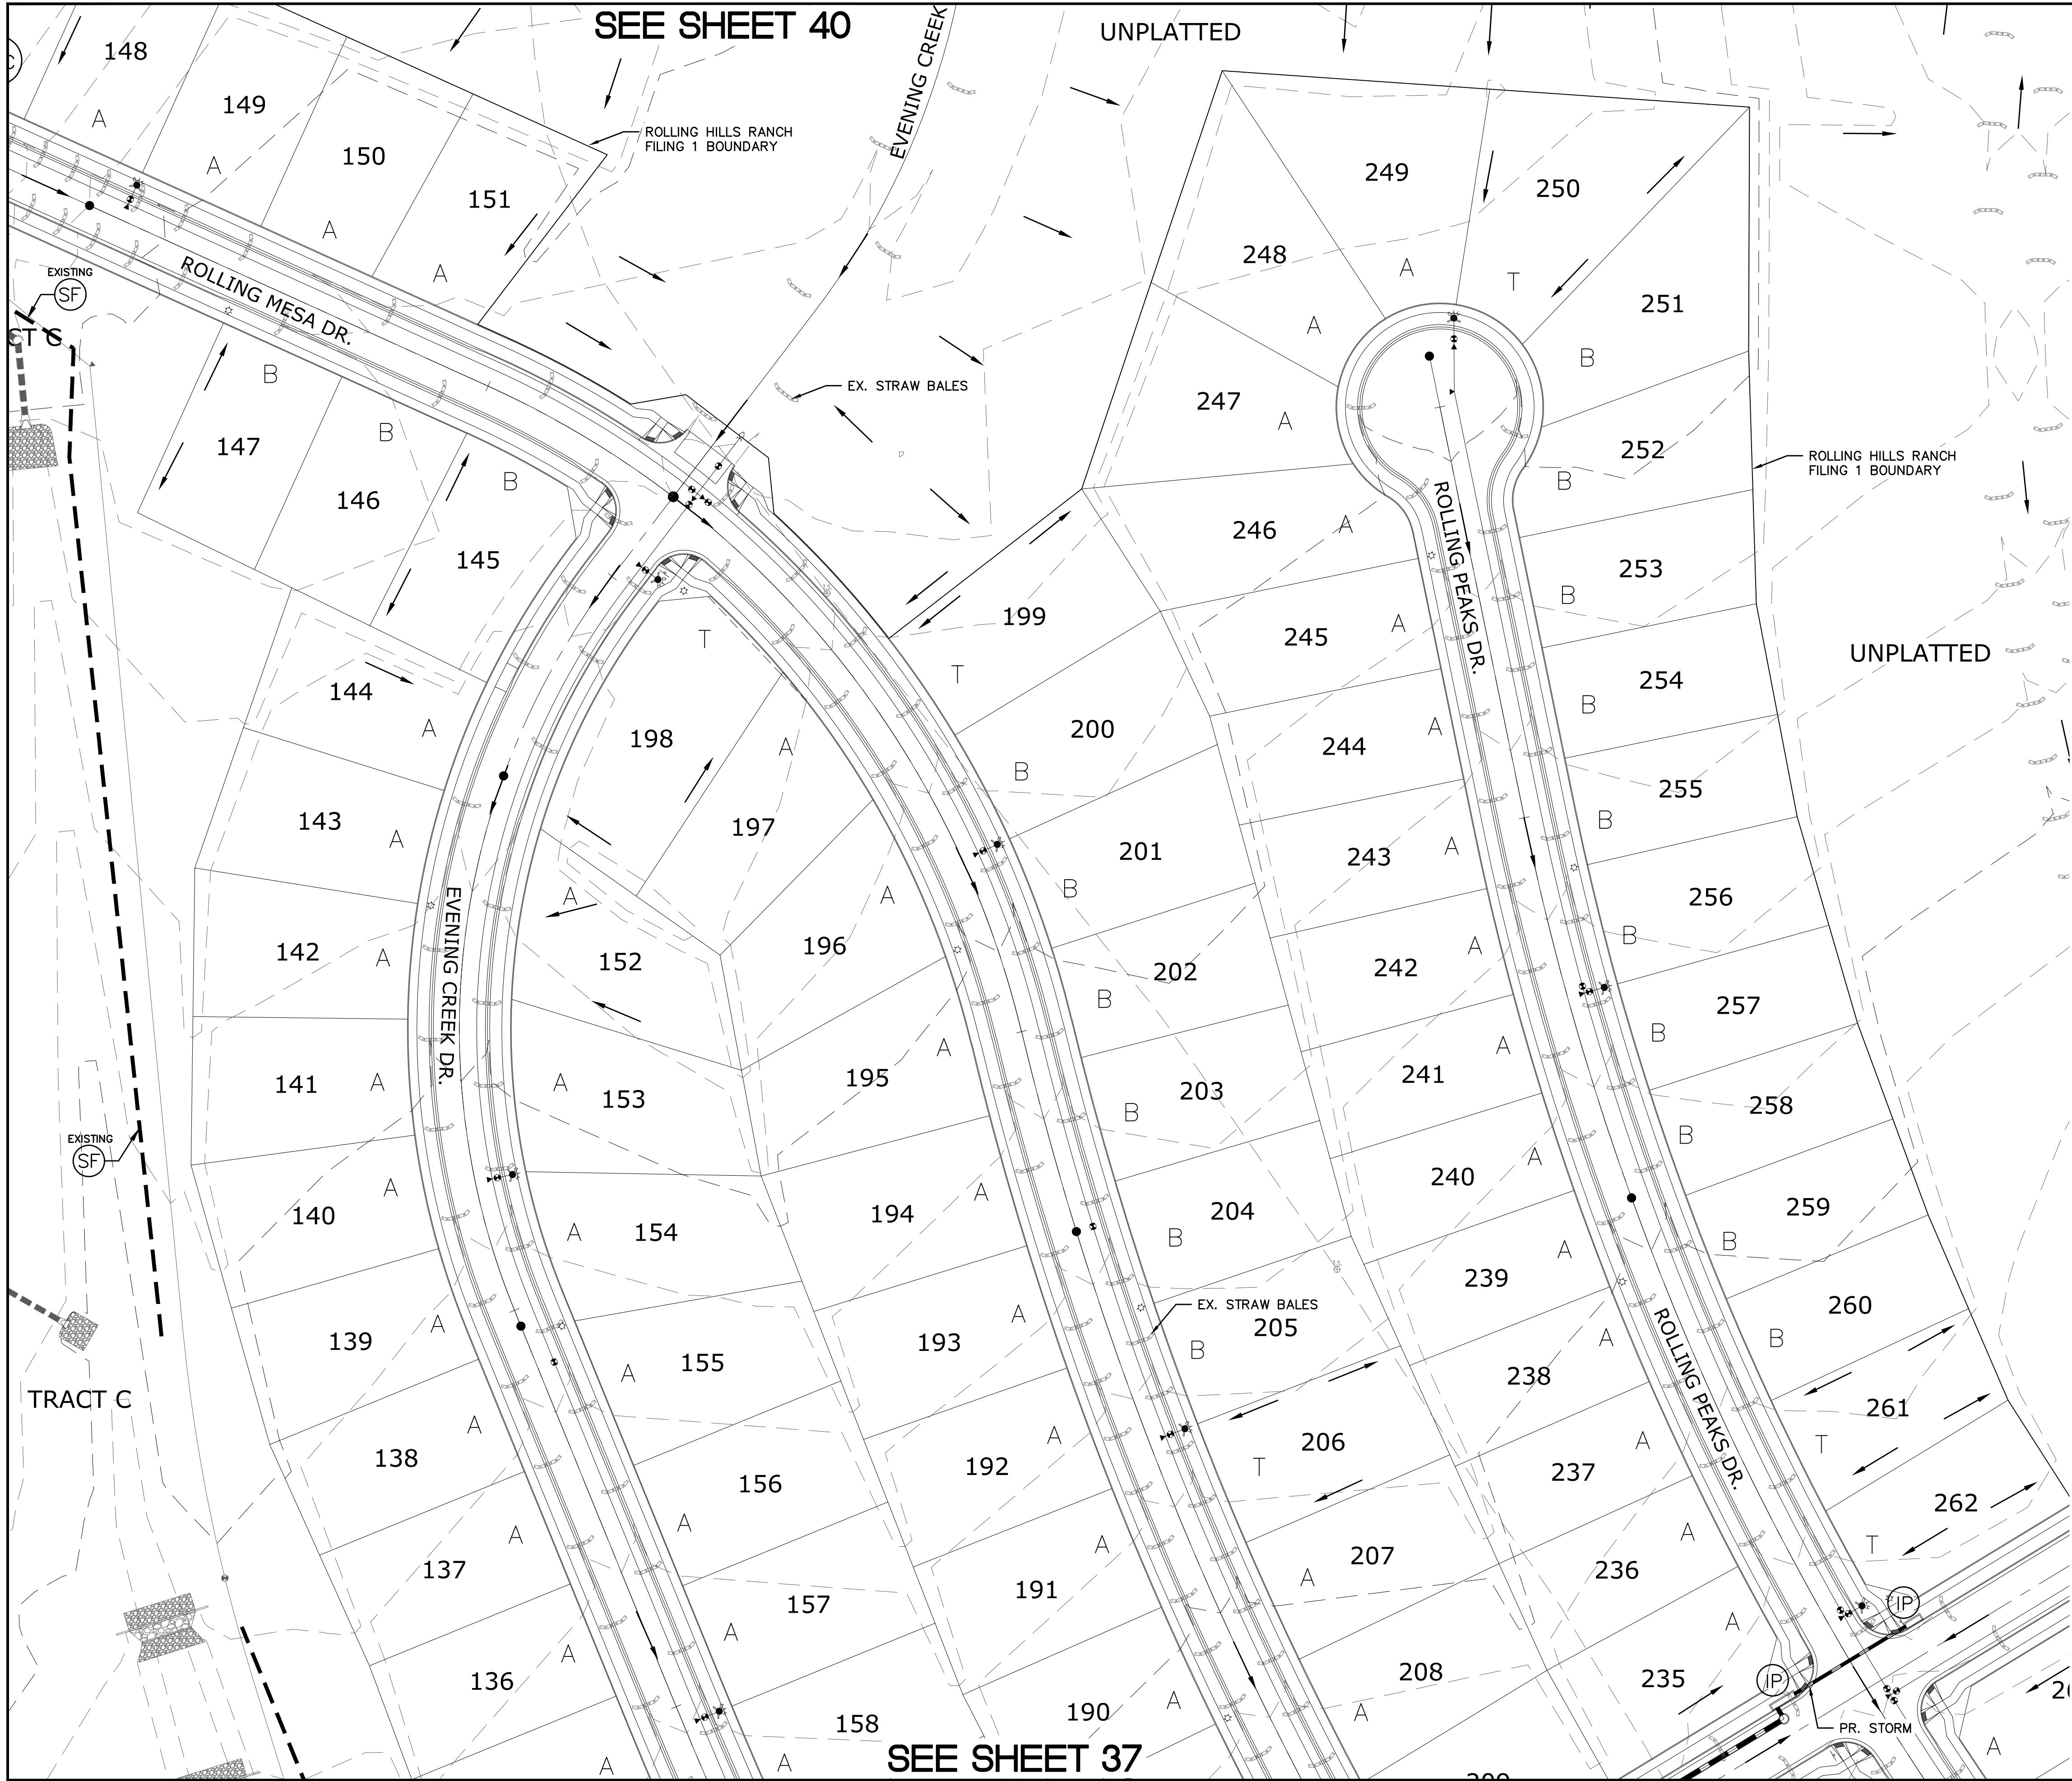 SEE SHEET 40
UNPLATTED
EVENING CREEK
148
149
150
151
A
A
A
A
ROLLING HILLS RANCH
FILING 1 BOUNDARY
EXISTING
SF
ROLLING MESA DR.
EX. STRAW BALES
147
146
145
B
B
B
144
143
142
141
140
139
138
137
136
A
A
A
A
A
A
A
A
A
A
EVENING CREEK DR.
EXISTING
SF
TRACT C
198
197
196
195
194
193
192
191
190
T
A
A
A
A
A
A
A
A
152
153
154
155
156
157
158
A
A
A
A
A
A
A
199
200
201
202
203
204
205
206
207
208
T
B
B
B
B
B
B
T
A
A
EX. STRAW BALES
249
250
248
251
247
252
246
253
245
254
244
255
243
256
242
257
241
258
240
259
239
260
238
261
237
262
236
235
A
T
A
B
A
B
A
B
A
B
A
B
A
B
A
B
A
B
A
B
A
B
A
T
A
T
A
A
ROLLING PEAKS DR.
ROLLING PEAKS DR.
ROLLING HILLS RANCH
FILING 1 BOUNDARY
UNPLATTED
IP
IP
PR. STORM
A
SEE SHEET 37